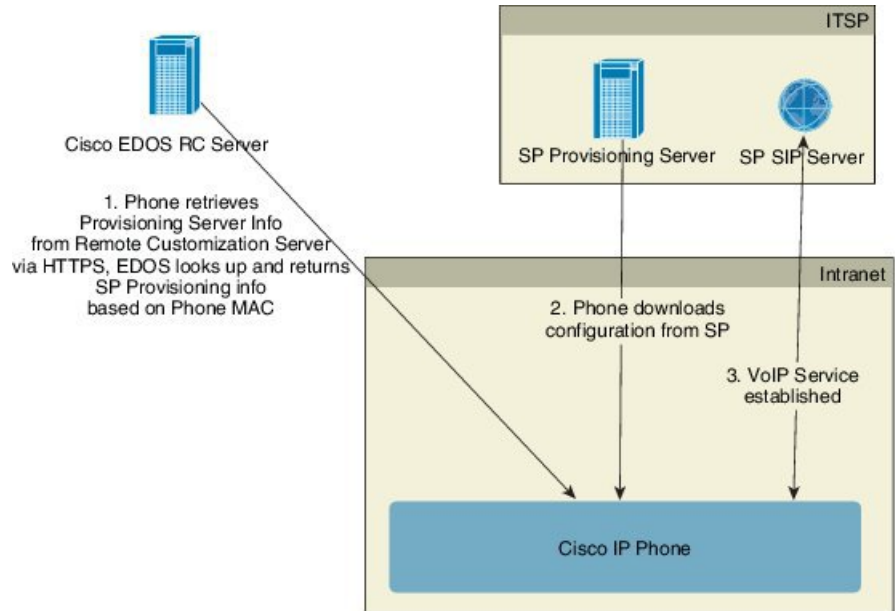 ITSP
Cisco EDOS RC Server
SP Provisioning Server
SP SIP Server
1. Phone retrieves
Provisioning Server Info
from Remote Customization Server
via HTTPS, EDOS looks up and returns
SP Provisioning info
based on Phone MAC
Intranet
2. Phone downloads
configuration from SP
3. VoIP Service
established
Cisco IP Phone